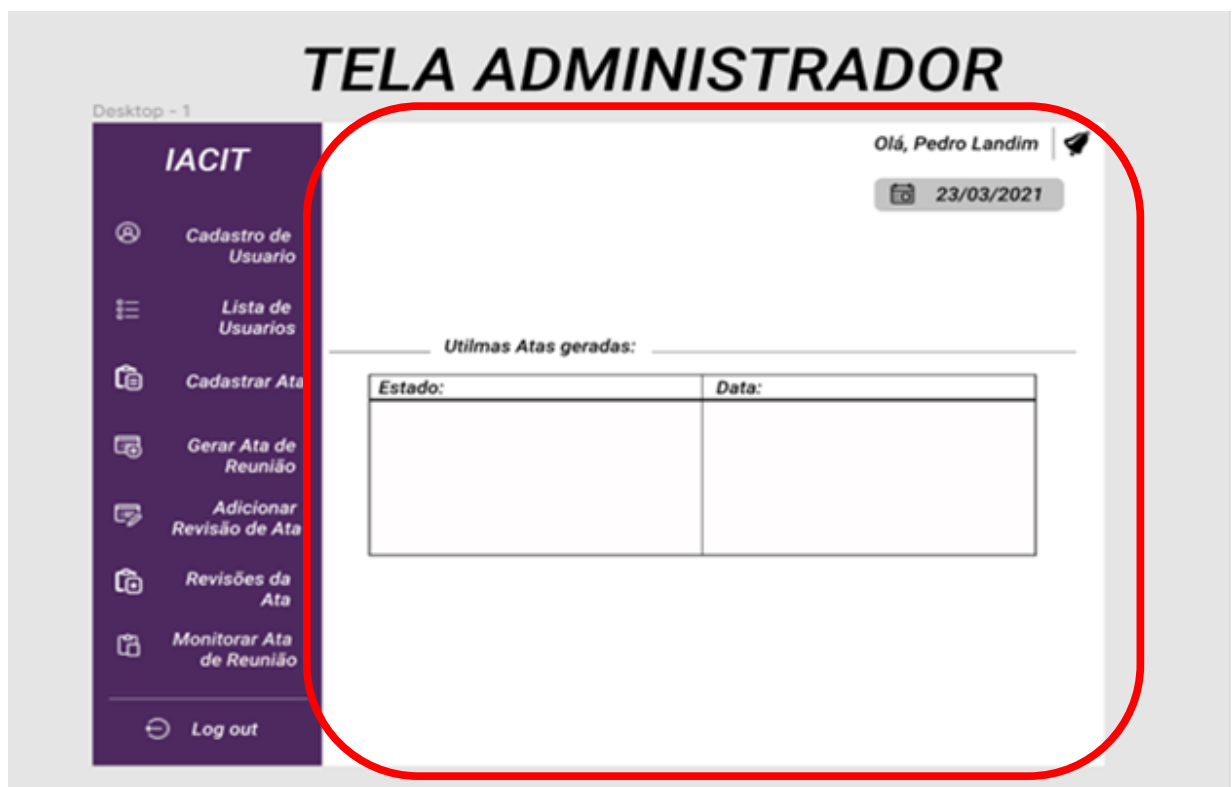 TELA ADMINISTRADOR
Desktop - 1
IACIT
Cadastro de
Usuario
Lista de
Usuarios
Cadastrar Ata
Gerar Ata de
Reunião
Adicionar
Revisão de Ata
Revisões da
Ata
Monitorar Ata
de Reunião
Log out
Olá, Pedro Landim
23/03/2021
Utilmas Atas geradas:
Estado:
Data: